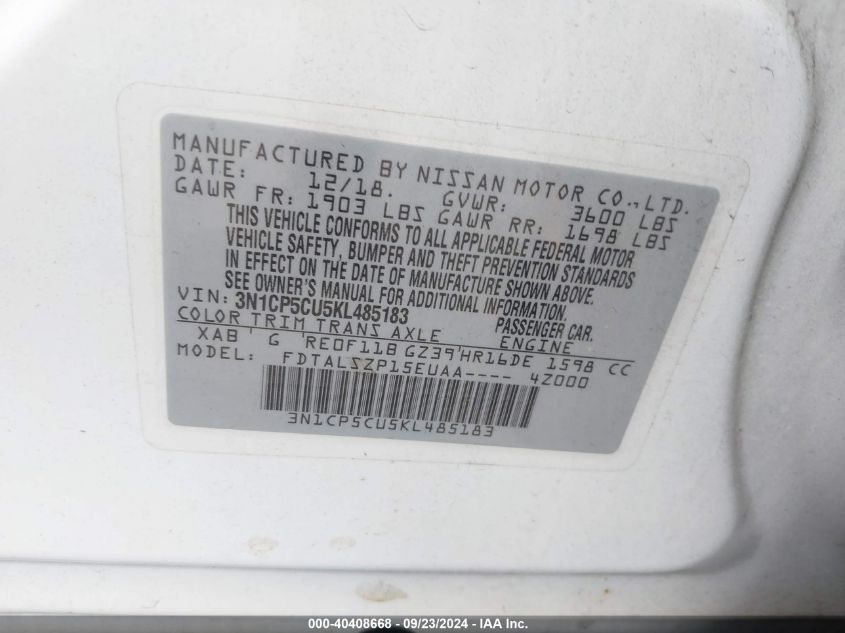 MANUFACTURED BY NISSAN MOTOR CO., LTD.
DATE: 12/18. GVWR: 3600 LBS
GAWR FR: 1903 LBS GAWR RR: 1698 LBS
THIS VEHICLE CONFORMS TO ALL APPLICABLE FEDERAL MOTOR
VEHICLE SAFETY, BUMPER AND THEFT PREVENTION STANDARDS
IN EFFECT ON THE DATE OF MANUFACTURE SHOWN ABOVE.
SEE OWNER'S MANUAL FOR ADDITIONAL INFORMATION.
VIN: 3N1CP5CU5KL485183 PASSENGER CAR.
COLOR TRIM TRANS AXLE ENGINE
XAB G RE0F11B GZ39 HR16DE 1598 CC
MODEL: FDTALSZP15EUAA---- 4Z000
3N1CP5CU5KL485183
000-40408668 - 09/23/2024 - IAA Inc.